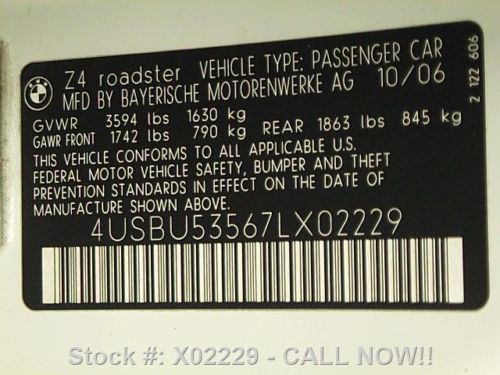 BMW
Z4 roadster VEHICLE TYPE: PASSENGER CAR
MFD BY BAYERISCHE MOTORENWERKE AG 10/06
GVWR 3594 lbs 1630 kg
GAWR FRONT 1742 lbs 790 kg REAR 1863 lbs 845 kg
THIS VEHICLE CONFORMS TO ALL APPLICABLE U.S.
FEDERAL MOTOR VEHICLE SAFETY, BUMPER AND THEFT
PREVENTION STANDARDS IN EFFECT ON THE DATE OF
MANUFACTURE SHOWN ABOVE.
4USBU53567LX02229
2 122 606
Stock #: X02229 - CALL NOW!!